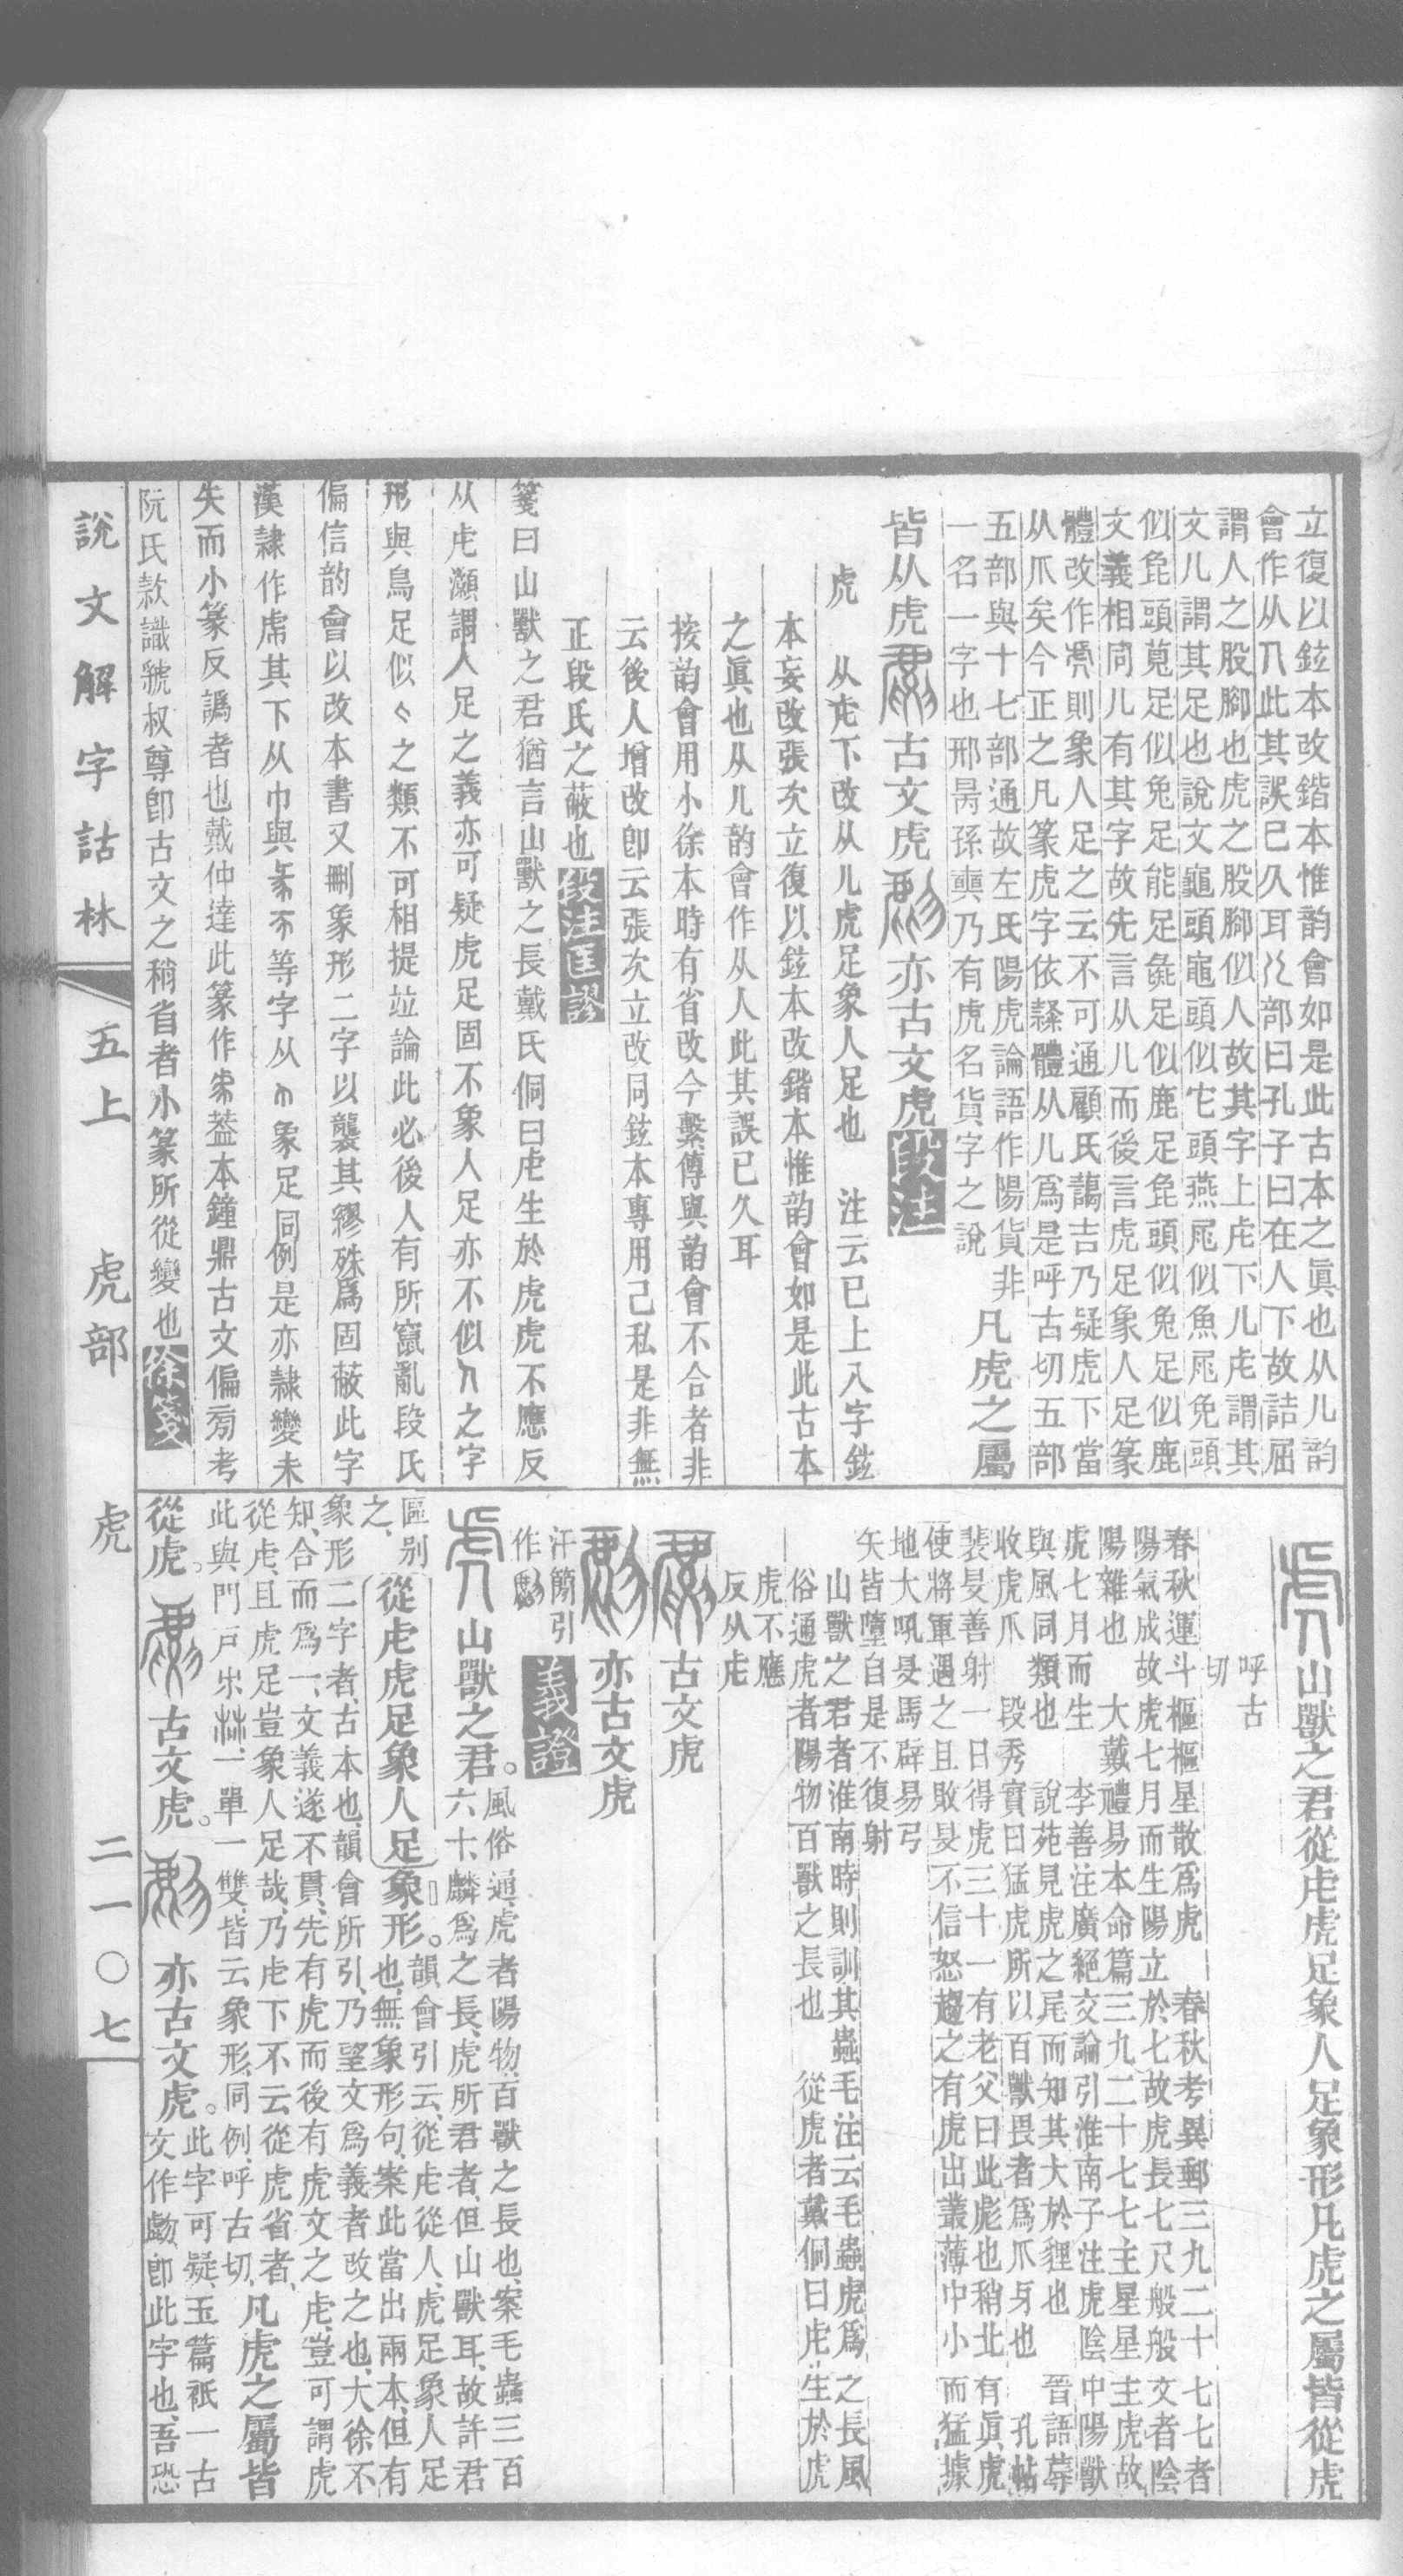 立復以鉉本改鍇本惟韵會如是此古本之眞也从儿韵
會作从𠔁此其誤已久耳儿部曰孔子曰在人下故詰屈
謂人之股腳也虎之股腳似人故其字上虍下儿虍謂其
文儿謂其足也說文龜頭黽頭似它頭燕𡱁似魚𡱁兔頭
似㲋頭萈足似兔足能足㲋足似鹿足㲋頭似兔足似鹿
文義相同儿有其字故先言从儿而後言虎足象人足篆
體改作則象人足之云不可通顧氏藹吉乃疑虎下當
从爪矣今正之凡篆虎字依隸體从儿爲是呼古切五部
五部與十七部通故左氏陽虎論語作陽貨非
一名一字也邢昺孫奭乃有虎名貨字之說
凡虎之屬
皆从虎 古文虎 亦古文虎 段注
虎 从虍下改从儿虎足象人足也 注云已上八字鉉
本妄改張次立復以鉉本改鍇本惟韵會如是此古本
之眞也从儿韵會作从人此其誤已久耳
按韵會用小徐本時有省改今繫傳與韵會不合者非
云後人增改卽云張次立改同鉉本專用己私是非無
正段氏之蔽也 段注匡謬
箋曰山獸之君猶言山獸之長戴氏侗曰虍生於虎虎不應反
从虍灝謂人足之義亦可疑虎足固不象人足亦不似之字
形與鳥足似匕之類不可相提竝論此必後人有所竄亂段氏
偏信韵會以改本書又刪象形二字以襲其繆殊爲固蔽此字
漢隸作虎其下从巾與等字从象足同例是亦隸變未
失而小篆反譌者也戴仲達此篆作蓋本鐘鼎古文偏旁考
阮氏款識虢叔尊卽古文之稍省者小篆所從變也 徐箋
山獸之君從虍虎足象人足象形凡虎之屬皆從虎
呼古
切
春秋運斗樞樞星散爲虎 春秋考異郵三九二十七七者
陽氣成故虎七月而生陽立於七故虎長七尺般般文者陰
陽雜也 大戴禮易本命篇三九二十七七主星星主虎故
虎七月而生 李善注廣絕交論引淮南子注虎陰中陽獸
與風同類也 說苑見虎之尾而知其大於貍也 晉語蓐
收虎爪 段秀實曰猛虎所以百獸畏者爲爪牙也 孔帖
裴旻善射一日得虎三十一有老父曰此彪也稍北有眞虎
使將軍遇之且敗旻不信怒趨之有虎出叢薄中小而猛據
地大吼旻馬辟易弓
矢皆墮自是不復射
山獸之君者淮南時則訓其蟲毛注云毛蟲虎爲之長風
俗通虎者陽物百獸之長也 從虎者戴侗曰虍生於虎
虎不應
反从虍
古文虎
亦古文虎
汗簡引
作 義證
山獸之君。風俗通、虎者陽物、百獸之長也、案毛蟲三百
六十、麟爲之長、虎所君者、但山獸耳、故許君
區別
之、
從虍虎足象人足象形。韻會引云、從虍從人、虎足象人足
也、無象形句、案此當出兩本、但有
象形二字者、古本也、韻會所引、乃望文爲義者改之也、大徐不
知、合而爲一、文義遂不貫、先有虎而後有虎文之虍、豈可謂虎
從虍、且虎足豈象人足哉、乃虍下不云從虎省者、凡虎之屬皆
此與門戶、𣎳𣏟、一單一雙、皆云象形、同例、呼古切、
從虎。 古文虎。 亦古文虎。此字可疑、玉篇祇一古
文作、卽此字也、吾恐
說文解字詁林 五上 虎部 虎 二一〇七